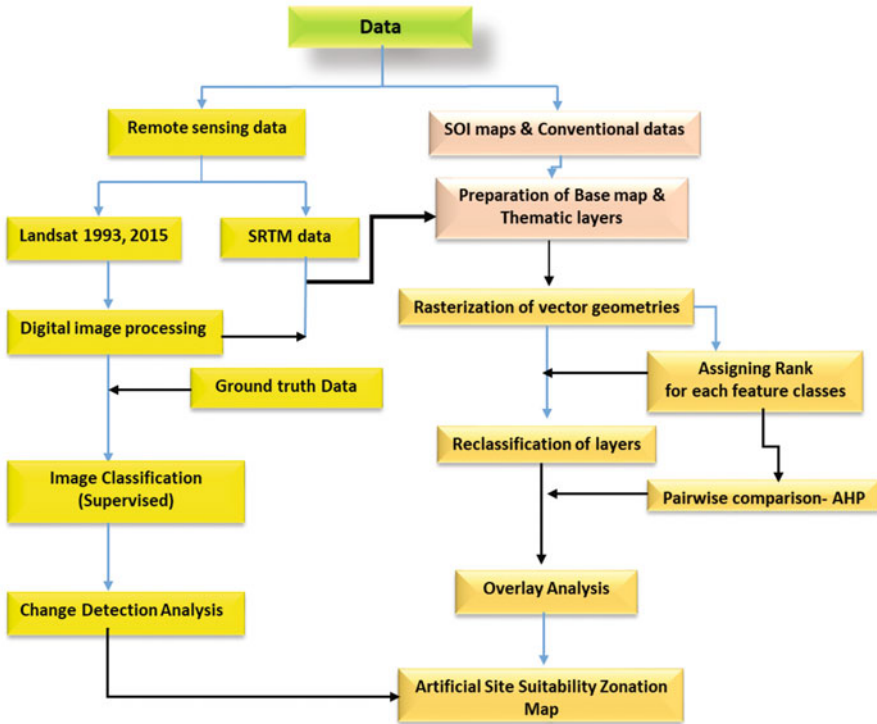 Data
Remote sensing data
SOI maps & Conventional datas
Preparation of Base map &
Thematic layers
Landsat 1993, 2015
SRTM data
Rasterization of vector geometries
Digital image processing
Assigning Rank
for each feature classes
Ground truth Data
Reclassification of layers
Image Classification
(Supervised)
Pairwise comparison- AHP
Overlay Analysis
Change Detection Analysis
Artificial Site Suitability Zonation
Map